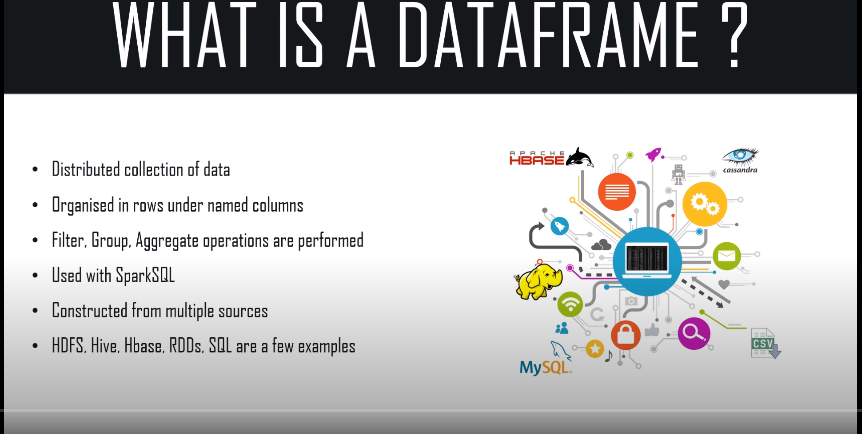 WHAT IS A DATAFRAME ?
• Distributed collection of data
• Organised in rows under named columns
• Filter, Group, Aggregate operations are performed
• Used with SparkSQL
• Constructed from multiple sources
• HDFS, Hive, Hbase, RDDs, SQL are a few examples
APACHE
HBASE
cassandra
CSV
MySQL